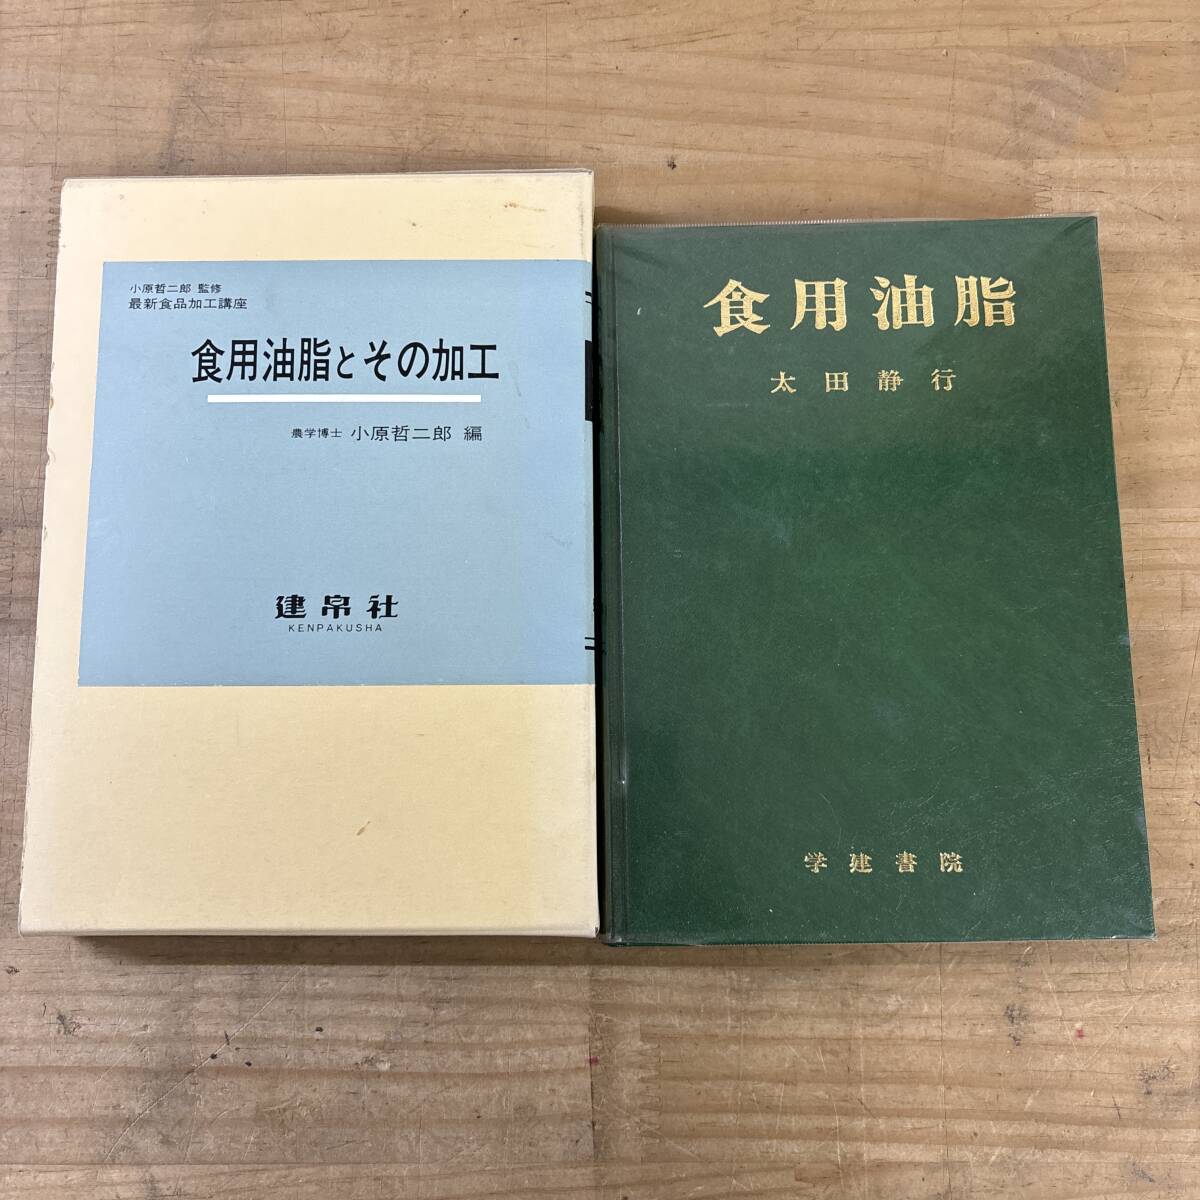 小原哲二郎 監修
最新食品加工講座
食用油脂とその加工
農学博士 小原哲二郎 編
建帛社
KENPAKUSHA
食用油脂
太田静行
学建書院